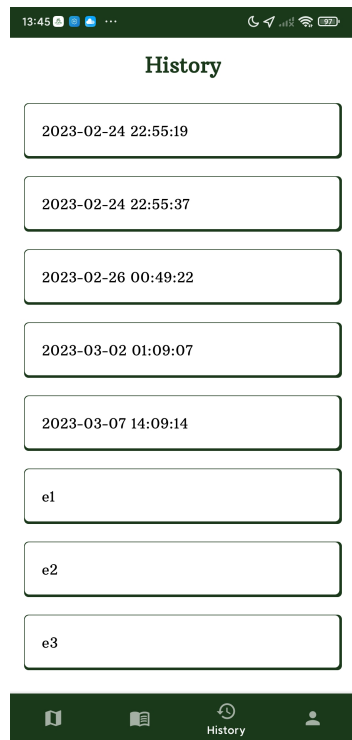 13:45 ... 97
History
2023-02-24 22:55:19
2023-02-24 22:55:37
2023-02-26 00:49:22
2023-03-02 01:09:07
2023-03-07 14:09:14
e1
e2
e3
History